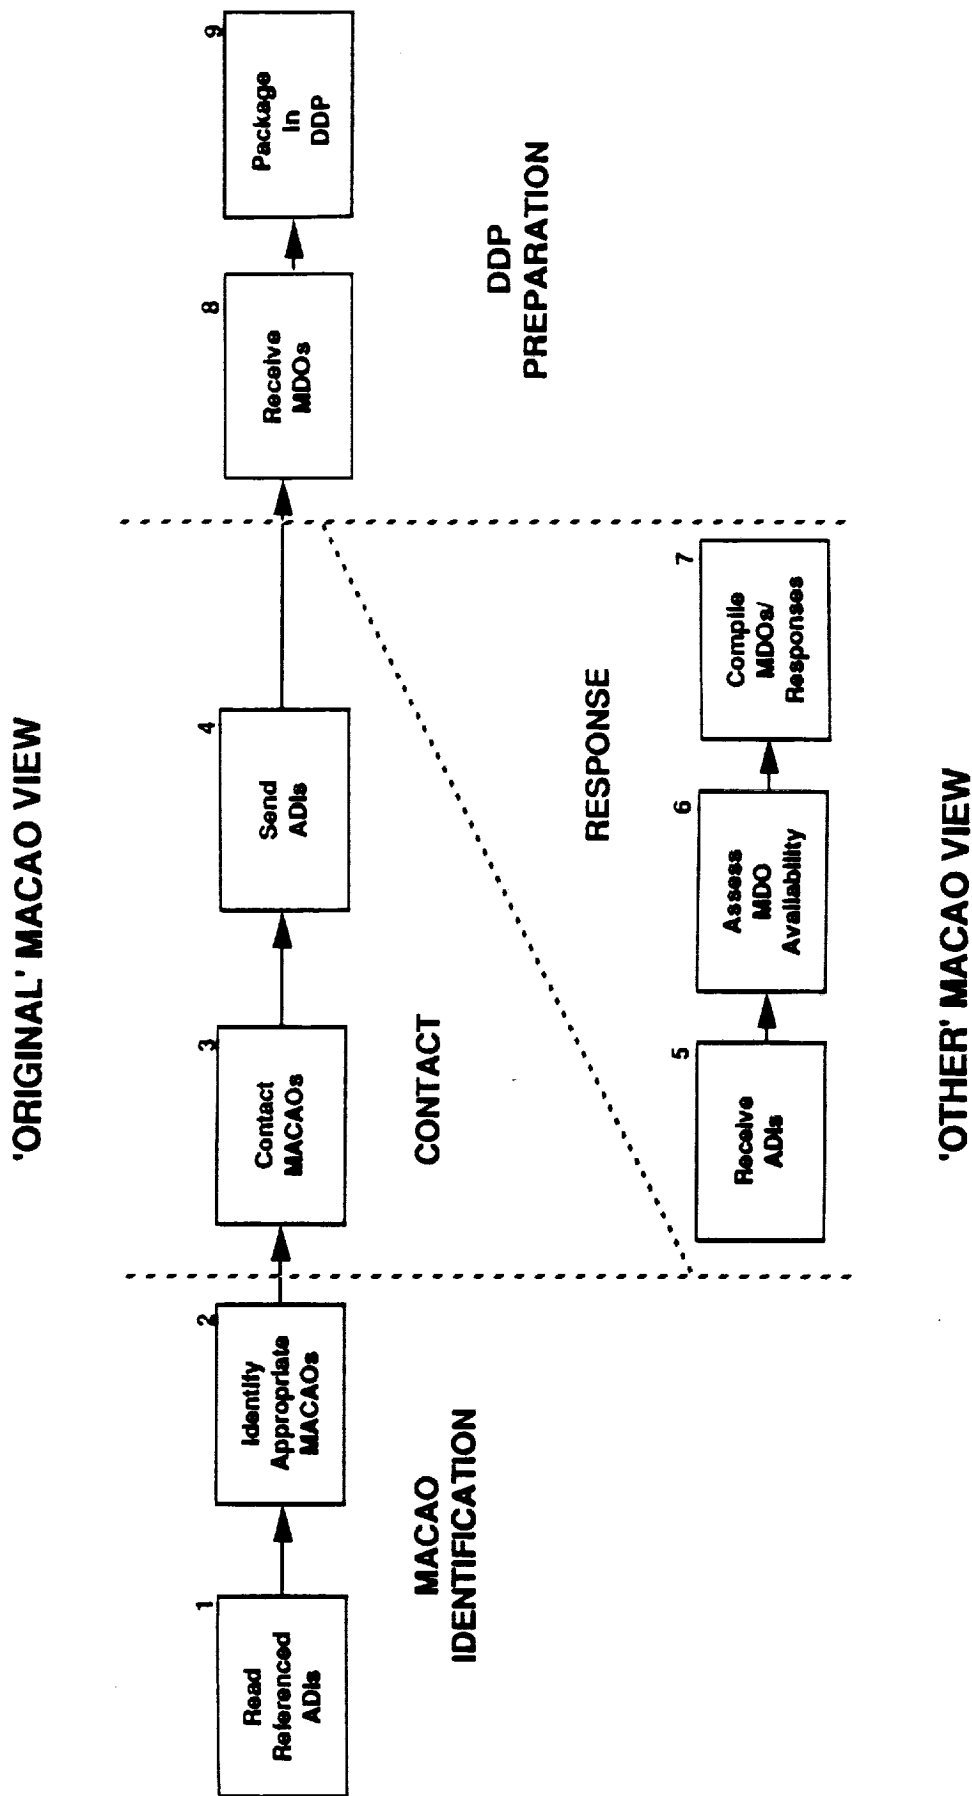 'ORIGINAL' MACAO VIEW
1
Read
Referenced
ADIs
2
Identify
Appropriate
MACAOs
3
Contact
MACAOs
4
Send
ADIs
8
Receive
MDOs
9
Package
In
DDP
MACAO
IDENTIFICATION
CONTACT
DDP
PREPARATION
RESPONSE
5
Receive
ADIs
6
Assess
MDO
Availability
7
Compile
MDOs/
Responses
'OTHER' MACAO VIEW